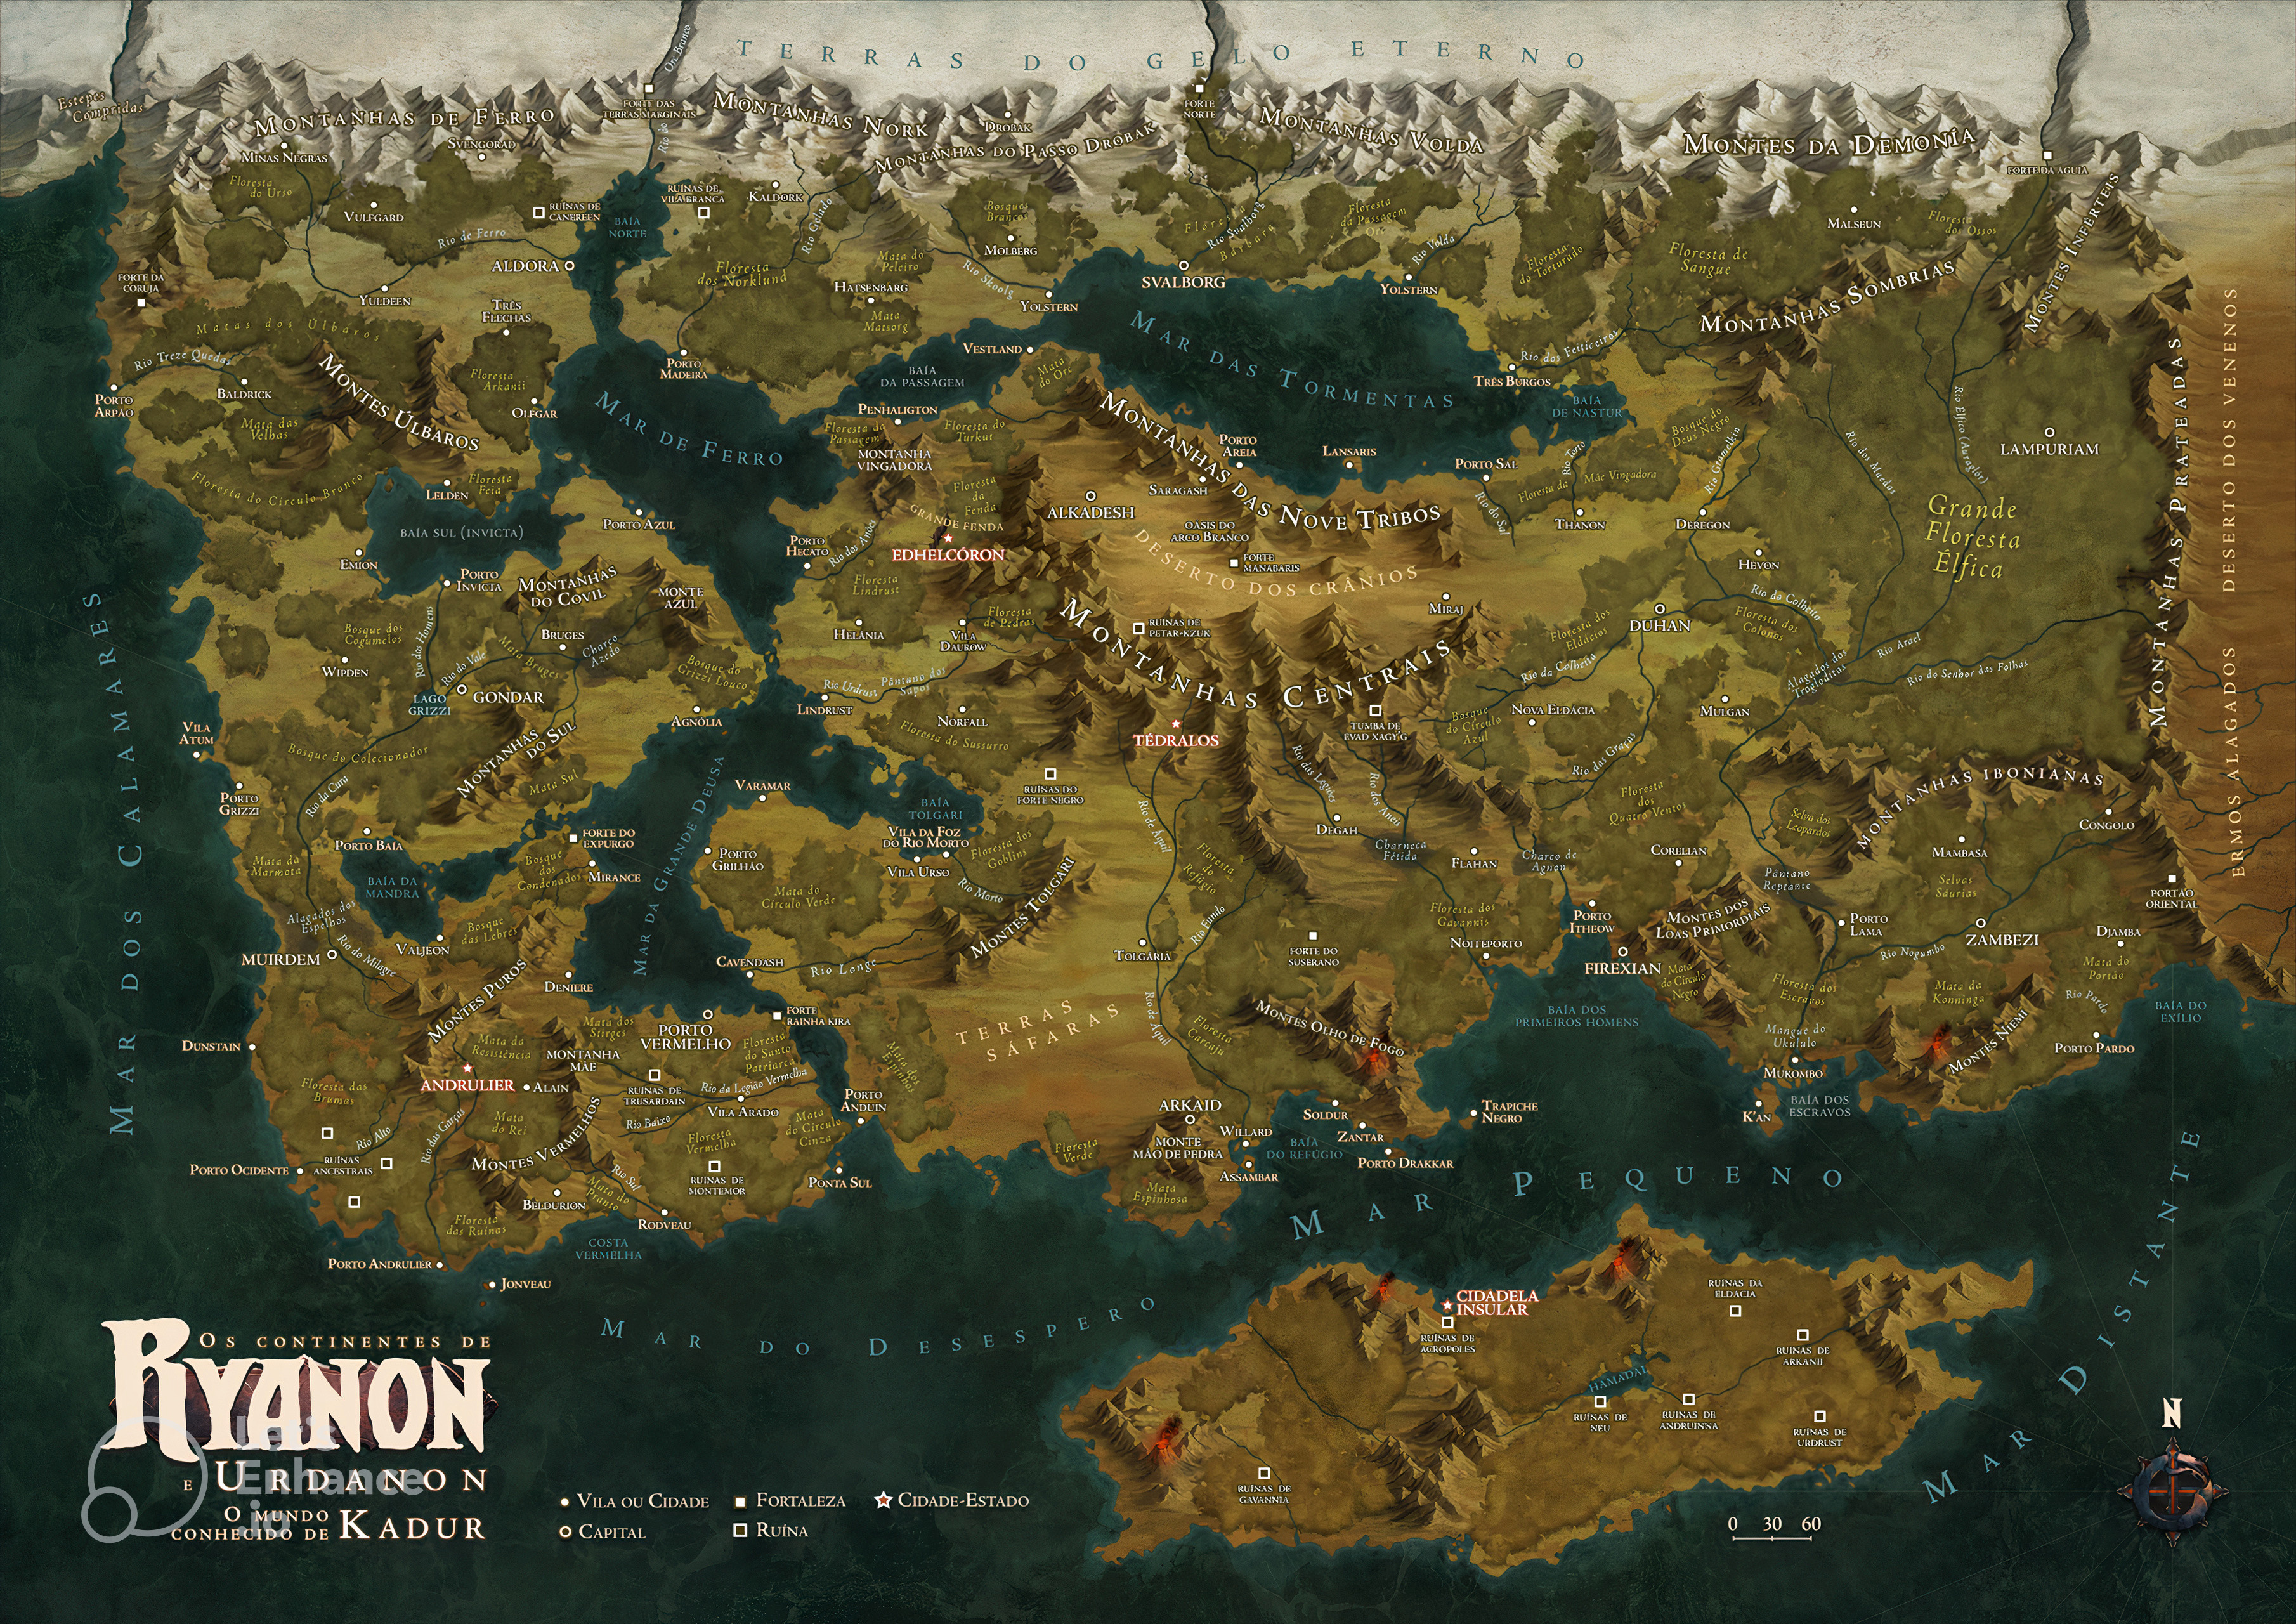 TERRAS DO GELO ETERNO
Estepes
Compridas
Orc Branco
MONTANHAS DE FERRO
FORTE DAS
TERRAS MARGINAIS
MONTANHAS NORK
DROBAK
MONTANHAS DO PASSO DROBAK
FORTE
NORTE
MONTANHAS VOLDA
MONTES DA DEMONÍA
FORTE DA ÁGUIA
MINAS NEGRAS
SVENGORAD
Rio do
Floresta
do Urso
VULFGARD
RUÍNAS DE
CANEREEN
BAÍA
NORTE
RUÍNAS DE
VILA BRANCA
KALDORK
Rio Gelado
Bosques
Brancos
MOLBERG
Floresta
Bárbara
Rio Svalborg
Floresta
da Passagem
Orc
Rio Volda
Floresta
do Torturado
MALSEUN
Floresta
dos Ossos
Floresta de
Sangue
MONTANHAS SOMBRIAS
MONTES INFÉRTEIS
Rio de Ferro
ALDORA
FORTE DA
CORUJA
YULDEEN
TRÊS
FLECHAS
Floresta
dos Norklund
Mata do
Peleiro
HATSENBÁRG
Mata
Matsorg
Rio Skoolg
YOLSTERN
SVALBORG
YOLSTERN
Matas dos Úlbaros
Rio Treze Quedas
MONTES ÚLBAROS
PORTO
ARPÃO
BALDRICK
Mata das
Velhas
Floresta
Arkanii
OLFGAR
PORTO
MADEIRA
VESTLAND
BAÍA
DA PASSAGEM
Mata
do Orc
MAR DAS TORMENTAS
Rio dos Feiticeiros
TRÊS BURGOS
BAÍA
DE NASTUR
MAR DE FERRO
PENHALIGTON
Floresta da
Passagem
Floresta do
Turkut
MONTANHA
VINGADORA
MONTANHAS DAS NOVE TRIBOS
PORTO
AREIA
LANSARIS
PORTO SAL
Rio do Sal
Rio Torto
Floresta da Mãe Vingadora
THANON
Bosque do
Deus Negro
Rio Gramelkin
DEREGON
Rio dos Maedas
Rio Élfico (Auraglór)
LAMPURIAM
Grande
Floresta
Élfica
MONTANHAS PRATEADAS
DESERTO DOS VENENOS
ERMOS ALAGADOS
Floresta do Círculo Branco
LELDEN
Floresta
Feia
BAÍA SUL (INVICTA)
PORTO AZUL
EMION
PORTO
INVICTA
Floresta
da
Fenda
GRANDE FENDA
EDHELCÓRON
PORTO
HECATO
Rio dos Anões
ALKADESH
SARAGASH
OÁSIS DO
ARCO BRANCO
FORTE
MANABARIS
DESERTO DOS CRÂNIOS
MIRAJ
HEVON
DUHAN
Rio da Colheita
Floresta dos
Colonos
Floresta dos
Eldácios
MONTANHAS
DO COVIL
MONTE
AZUL
Bosque dos
Cogumelos
WIPDEN
Rio dos Homens
BRUGES
Mata Bruges
Charco
Azedo
Rio do Vale
LAGO
GRIZZI
GONDAR
Bosque do
Grizzi Louco
AGNÓLIA
Floresta
Lindrust
HELÂNIA
VILA
DAUROW
Floresta
de Pedras
RUÍNAS DE
PETAR-KZUK
MONTANHAS CENTRAIS
Rio Urdrust
Pântano dos
Sapos
LINDRUST
NORFALL
Floresta do Sussurro
TÉDRALOS
TUMBA DE
EVAD XAGYG
Bosque
do Círculo
Azul
NOVA ELDÁCIA
Rio da Colheita
MULGAN
Alagados dos
Trogloditas
Rio Arael
Rio do Senhor das Folhas
VILA
ATUM
Bosque do Colecionador
MONTANHAS
DO SUL
Mata Sul
PORTO
GRIZZI
Rio da Cura
PORTO BAÍA
BAÍA DA
MANDRA
Mata da
Marmota
FORTE DO
EXPURGO
Bosque
dos
Condenados
MIRANCE
MAR DA GRANDE DEUSA
VARAMAR
PORTO
GRILHÃO
BAÍA
TOLGARI
VILA DA FOZ
DO RIO MORTO
VILA URSO
Floresta dos
Goblins
Rio Morto
MONTES TOLGARI
Mata do
Círculo Verde
RUÍNAS DO
FORTE NEGRO
Rio de Áquil
Floresta
do
Refúgio
Rio Fundo
TOLGÁRIA
Rio das Legiões
Rio dos Ancis
DEGAH
Charneca
Fétida
FLAHAN
Charco de
Agnon
Rio das Graças
Floresta
dos
Quatro Ventos
CORELIAN
Selva dos
Leopardos
MONTANHAS IBONIANAS
CONGOLO
MAMBASA
Selvas
Sáurias
Pântano
Reptante
PORTÃO
ORIENTAL
Alagados dos
Espelhos
Rio do Milagre
VALJEON
Bosque
das Lebres
MUIRDEM
MONTES PUROS
DENIERE
CAVENDASH
Rio Longe
FORTE DO
SUSERANO
Floresta dos
Gavannis
NOITEPORTO
PORTO
ITHEOW
FIREXIAN
MONTES DOS
LOAS PRIMORDIAIS
Mata
do Círculo
Negro
PORTO
LAMA
ZAMBEZI
Rio Nogumbo
DJAMBA
Mata do
Portão
Floresta dos
Escravos
Mata da
Konninga
Rio Pardo
BAÍA DO
EXÍLIO
MAR DOS CALAMARES
DUNSTAIN
Mata da
Resistência
Mata dos
Stirges
PORTO
VERMELHO
FORTE
RAINHA KIRA
MONTANHA
MÃE
Floresta
do Santo
Patriarca
TERRAS
SÁFARAS
Mata dos
Espinhos
Rio de Áquil
Floresta
Carcaju
MONTES OLHO DE FOGO
BAÍA DOS
PRIMEIROS HOMENS
Mangue do
Ukululo
MUKOMBO
MONTES NIEMI
PORTO PARDO
ANDRULIER
ALAIN
RUÍNAS DE
TRUSARDAIN
Rio da Legião Vermelha
VILA ARADO
Rio Baixo
Floresta das
Brumas
Mata
do Rei
Rio das Garças
Rio Alto
RUÍNAS
ANCESTRAIS
PORTO OCIDENTE
MONTES VERMELHOS
Floresta
Vermelha
Mata
do Círculo
Cinza
PORTO
ANDUIN
ARKAID
MONTE
MÃO DE PEDRA
WILLARD
BAÍA
DO REFÚGIO
SOLDUR
ZANTAR
PORTO DRAKKAR
TRAPICHE
NEGRO
K'AN
BAÍA DOS
ESCRAVOS
Floresta
Verde
Mata
Espinhosa
ASSAMBAR
RUÍNAS DE
MONTEMOR
PONTA SUL
Rio Sul
Mata do
Pranto
BELDURION
RODVEAU
Floresta
das Ruínas
COSTA
VERMELHA
PORTO ANDRULIER
JONVEAU
MAR PEQUENO
MAR DISTANTE
MAR DO DESESPERO
CIDADELA
INSULAR
RUÍNAS DE
ACRÓPOLES
RUÍNAS DA
ELDÁCIA
RUÍNAS DE
ARKANII
HAMADAL
RUÍNAS DE
NEU
RUÍNAS DE
ANDRUINNA
RUÍNAS DE
URDRUST
RUÍNAS DE
GAVANNIA
OS CONTINENTES DE
RYANON
E URDANON
O MUNDO
CONHECIDO DE KADUR
Let's
Enhance
.io
VILA OU CIDADE
CAPITAL
FORTALEZA
RUÍNA
CIDADE-ESTADO
0 30 60
N